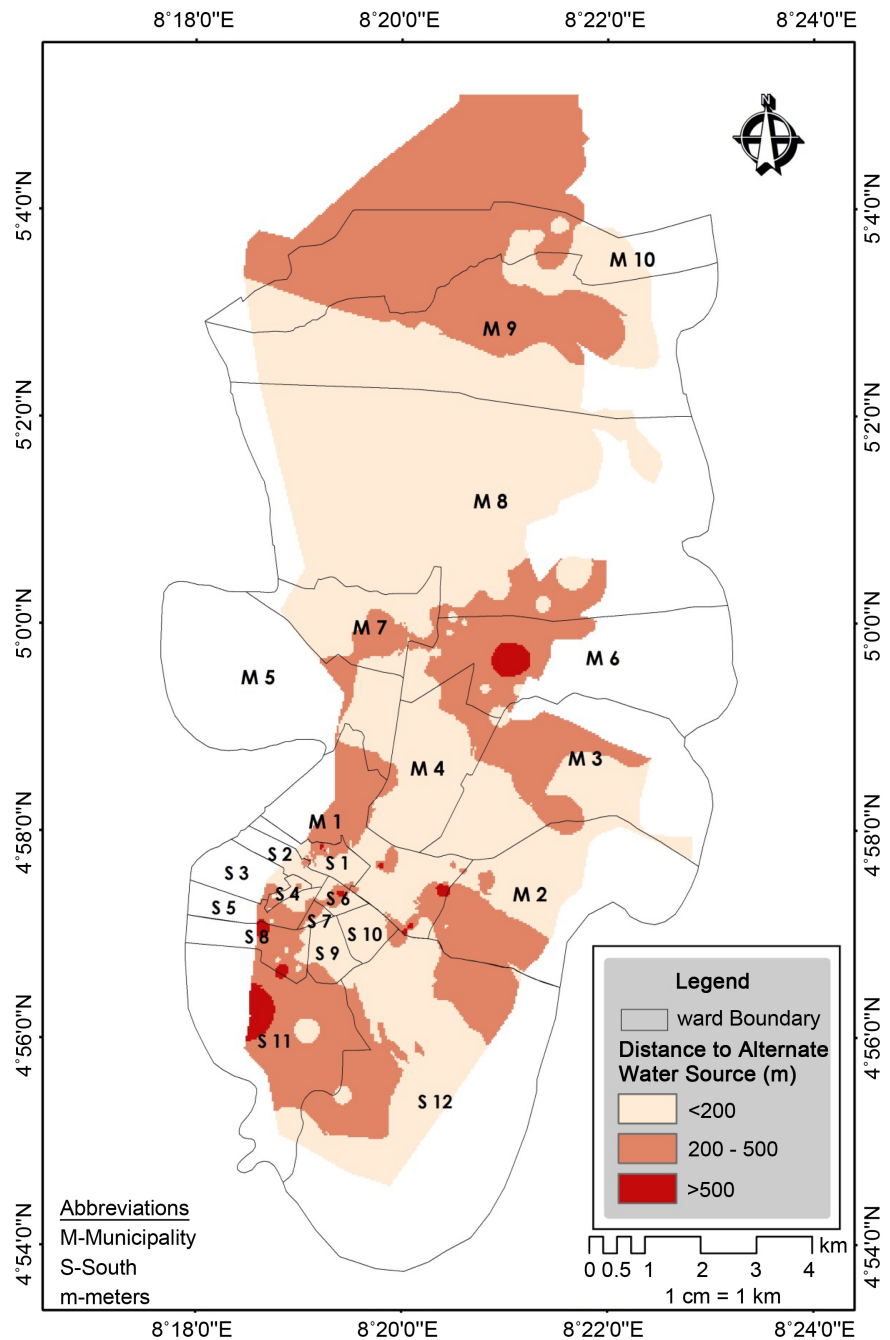 8°18'0"E 8°20'0"E 8°22'0"E 8°24'0"E
N
5°4'0"N 5°4'0"N
M 10
M 9
5°2'0"N 5°2'0"N
M 8
5°0'0"N 5°0'0"N
M 7
M 6
M 5
M 3
M 4
4°58'0"N 4°58'0"N
M 1
S 2
S 1
S 3
S 4
M 2
S 6
S 5
S 7
S 8
S 10
S 9
Legend
ward Boundary
Distance to Alternate
Water Source (m)
<200
200 - 500
>500
4°56'0"N 4°56'0"N
S 11
S 12
Abbreviations
M-Municipality
S-South
m-meters
4°54'0"N 4°54'0"N
km
0 0.5 1 2 3 4
1 cm = 1 km
8°18'0"E 8°20'0"E 8°22'0"E 8°24'0"E